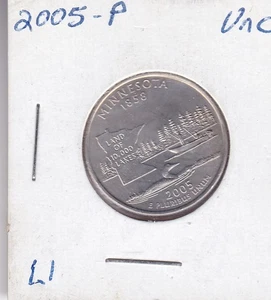 2005-P Unc
MINNESOTA
1858
LAND
OF
10,000
LAKES
2005
E PLURIBUS UNUM
L1